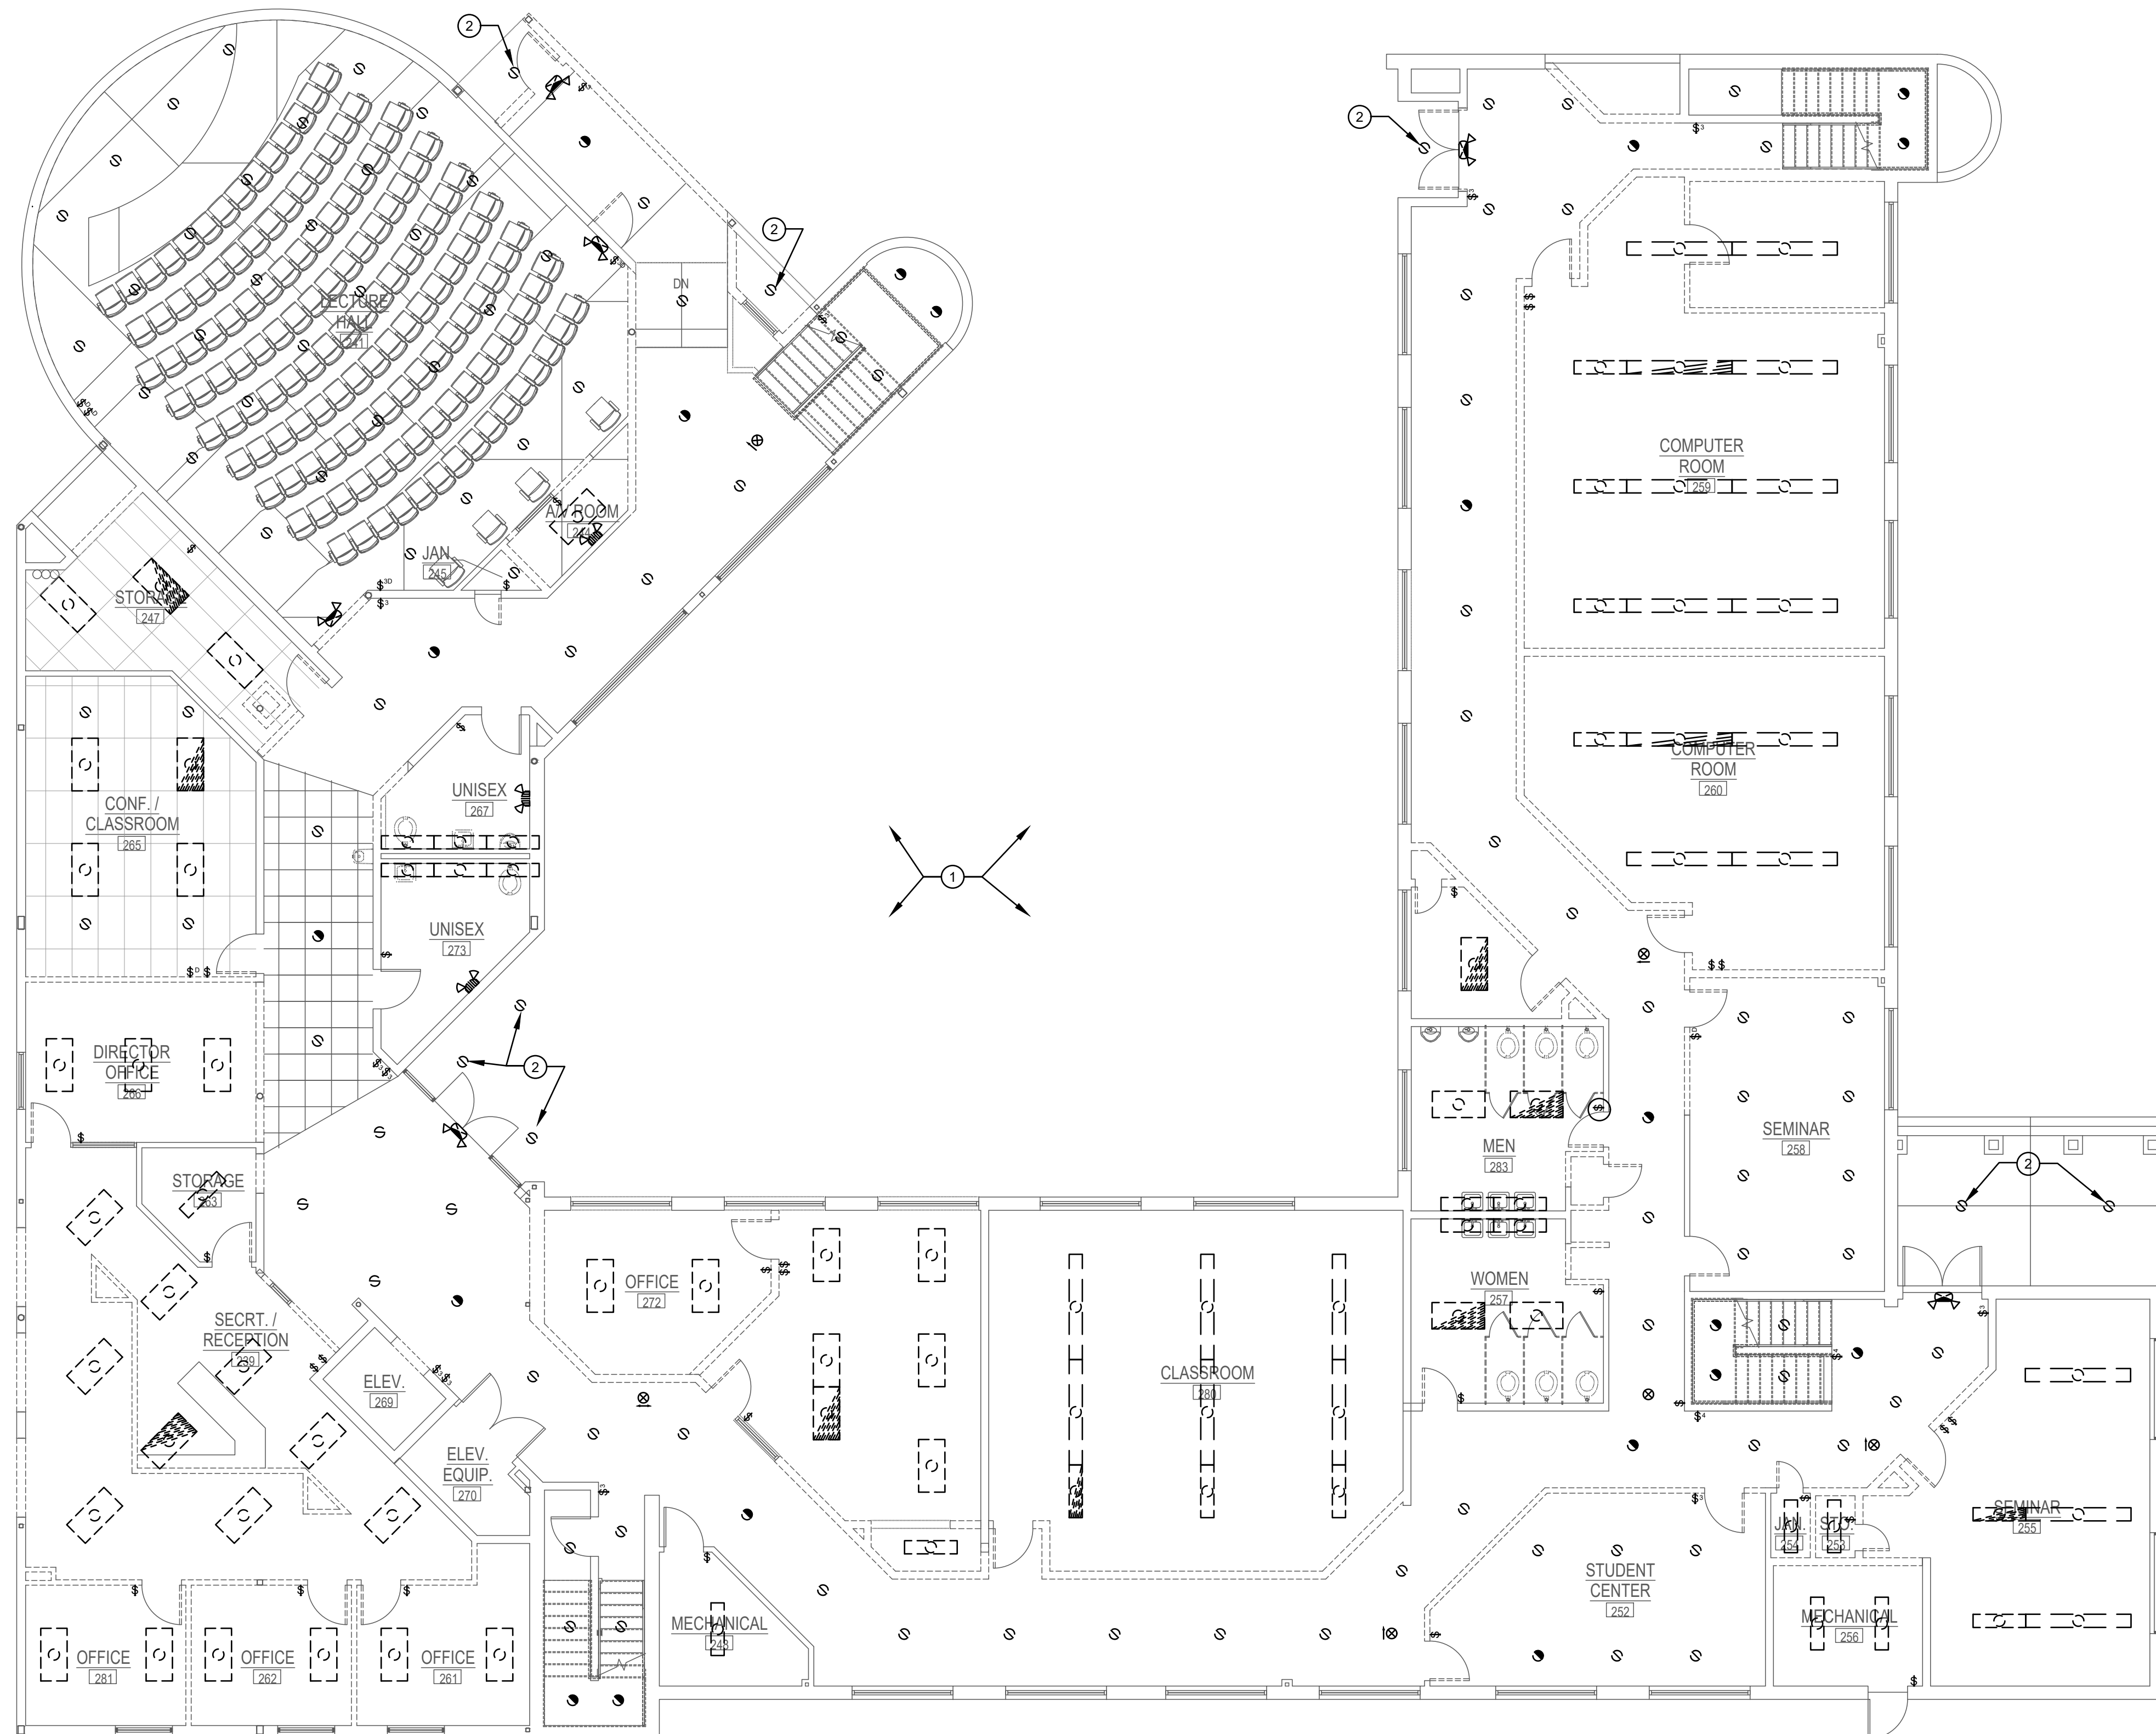 2
2
2
DN
LECTURE
HALL
241
A/V ROOM
244
JAN.
245
3D
3
STORAGE
247
COMPUTER
ROOM
259
COMPUTER
ROOM
260
CONF. /
CLASSROOM
265
UNISEX
267
UNISEX
273
1
DIRECTOR
OFFICE
266
2
STORAGE
263
MEN
283
SEMINAR
258
2
SECRT. /
RECEPTION
239
OFFICE
272
WOMEN
257
CLASSROOM
280
ELEV.
269
ELEV.
EQUIP.
270
SEMINAR
255
JAN.
254
STO.
253
STUDENT
CENTER
252
MECHANICAL
243
MECHANICAL
256
OFFICE
281
OFFICE
262
OFFICE
261